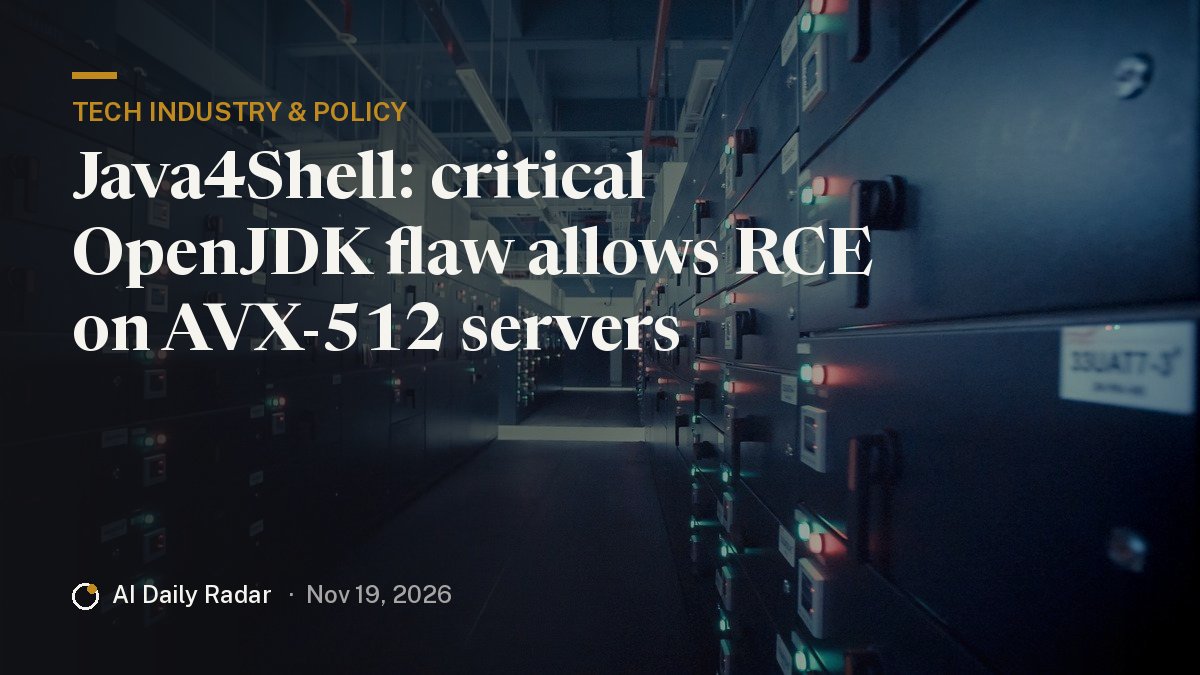 TECH INDUSTRY & POLICY
Java4Shell: critical
OpenJDK flaw allows RCE
on AVX-512 servers
AI Daily Radar · Nov 19, 2026